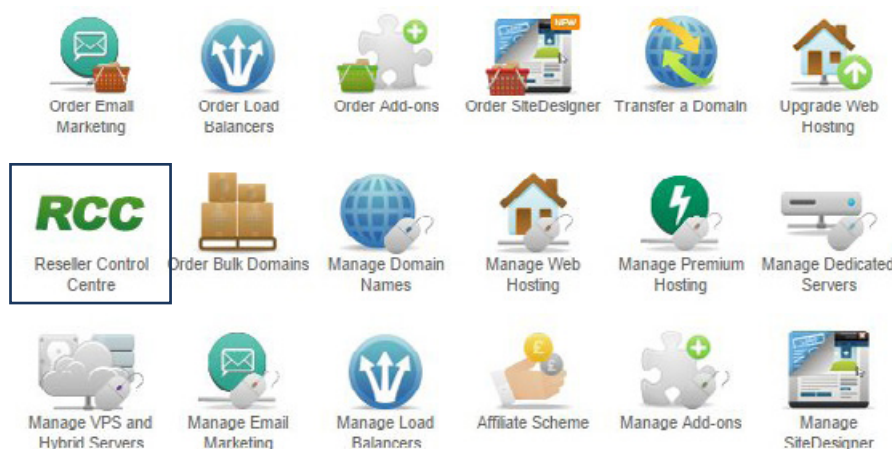 NEW
Order Email
Marketing
Order Load
Balancers
Order Add-ons
Order SiteDesigner
Transfer a Domain
Upgrade Web
Hosting
RCC
Reseller Control
Centre
Order Bulk Domains
Manage Domain
Names
Manage Web
Hosting
Manage Premium
Hosting
Manage Dedicated
Servers
Manage VPS and
Hybrid Servers
Manage Email
Marketing
Manage Load
Balancers
££
Affiliate Scheme
Manage Add-ons
Manage
SiteDesigner